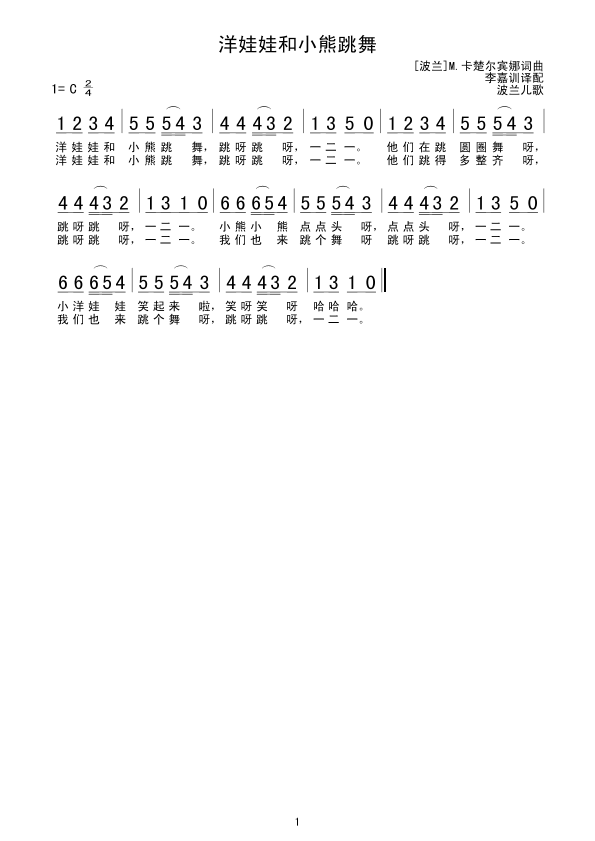 洋娃娃和小熊跳舞
[波兰]M.卡楚尔宾娜词曲
李嘉训译配
1= C 2/4 波兰儿歌
1 2 3 4 | 5 5 5 4 3 | 4 4 4 3 2 | 1 3 5 0 | 1 2 3 4 | 5 5 5 4 3 |
洋娃娃和 小熊跳 舞，跳呀跳 呀，一二一。 他们在跳 圆圈舞 呀，
洋娃娃和 小熊跳 舞，跳呀跳 呀，一二一。 他们跳得 多整齐 呀，
4 4 4 3 2 | 1 3 1 0 | 6 6 6 5 4 | 5 5 5 4 3 | 4 4 4 3 2 | 1 3 5 0 |
跳呀跳 呀，一二一。 小熊小 熊 点点头 呀，点点头 呀，一二一。
跳呀跳 呀，一二一。 我们也 来 跳个舞 呀 跳呀跳 呀，一二一。
6 6 6 5 4 | 5 5 5 4 3 | 4 4 4 3 2 | 1 3 1 0 ‖
小洋娃 娃 笑起来 啦，笑呀笑 呀 哈哈哈。
我们也 来 跳个舞 呀，跳呀跳 呀，一二一。
1